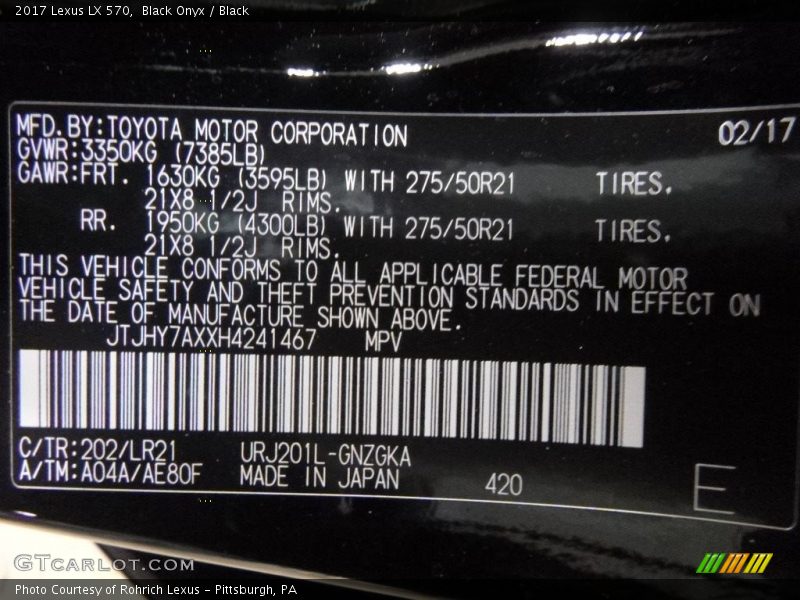 2017 Lexus LX 570,  Black Onyx / Black
MFD.BY:TOYOTA MOTOR CORPORATION 02/17
GVWR:3350KG (7385LB)
GAWR:FRT. 1630KG (3595LB) WITH 275/50R21 TIRES.
21X8 1/2J RIMS.
RR. 1950KG (4300LB) WITH 275/50R21 TIRES.
21X8 1/2J RIMS.
THIS VEHICLE CONFORMS TO ALL APPLICABLE FEDERAL MOTOR
VEHICLE SAFETY AND THEFT PREVENTION STANDARDS IN EFFECT ON
THE DATE OF MANUFACTURE SHOWN ABOVE.
JTJHY7AXXH4241467 MPV
C/TR:202/LR21 URJ201L-GNZGKA
A/TM:A04A/AE80F MADE IN JAPAN 420 E
GTCARLOT.COM
Photo Courtesy of Rohrich Lexus - Pittsburgh, PA